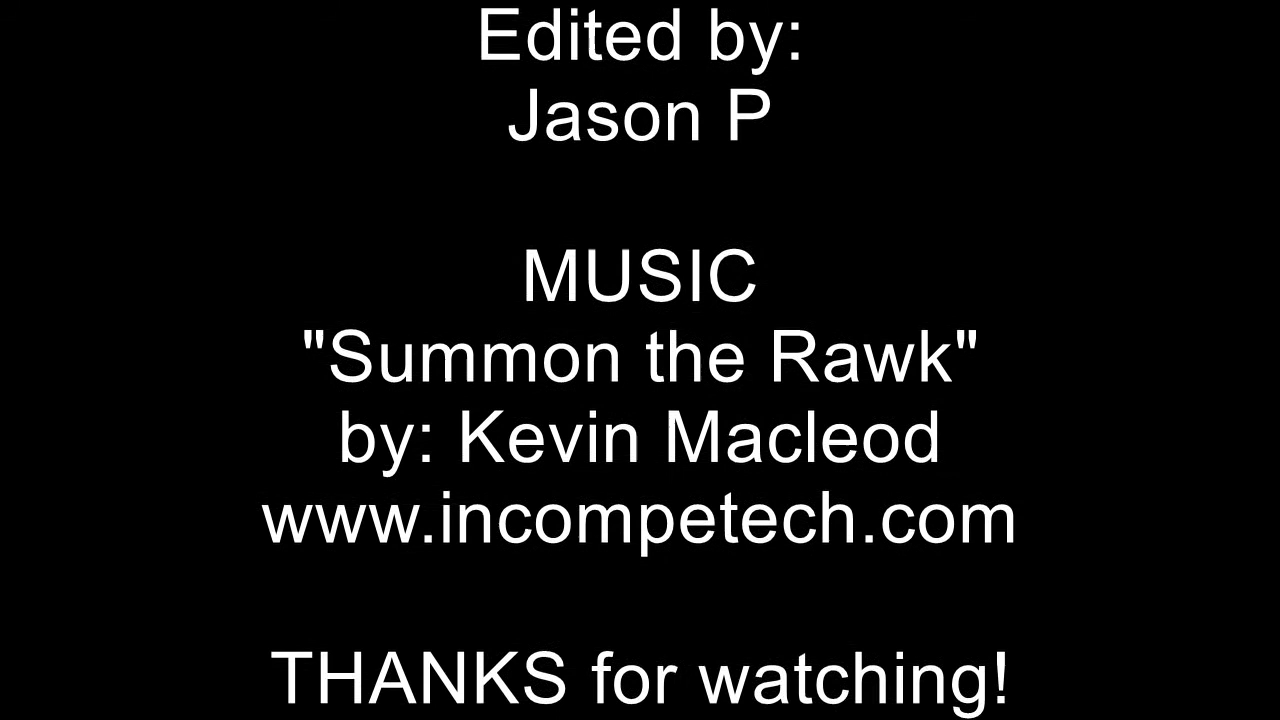 Edited by:
Jason P
MUSIC
"Summon the Rawk"
by: Kevin Macleod
www.incompetech.com
THANKS for watching!